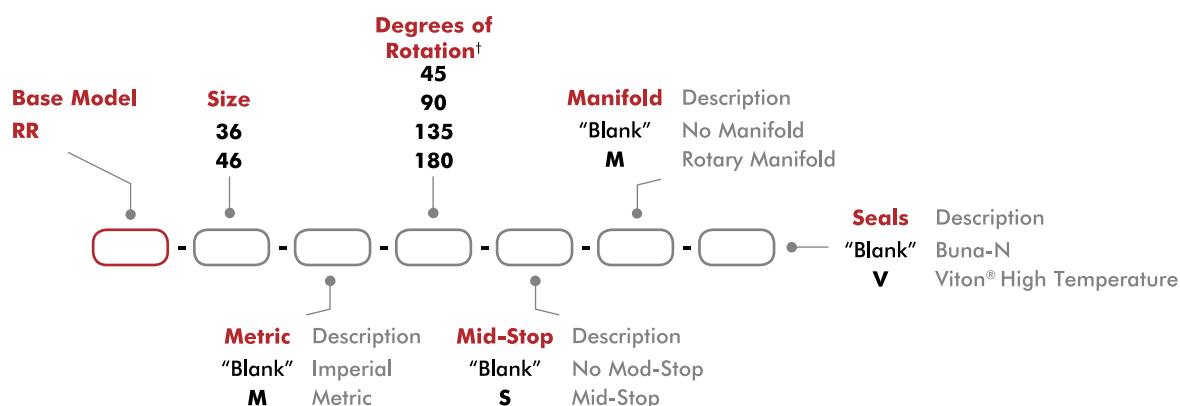 Degrees of
Rotation†
45
90
135
180
Base Model
RR
Size
36
46
Manifold Description
"Blank" No Manifold
M Rotary Manifold
- - - - - -
Seals Description
"Blank" Buna-N
V Viton® High Temperature
Metric Description
"Blank" Imperial
M Metric
Mid-Stop Description
"Blank" No Mod-Stop
S Mid-Stop